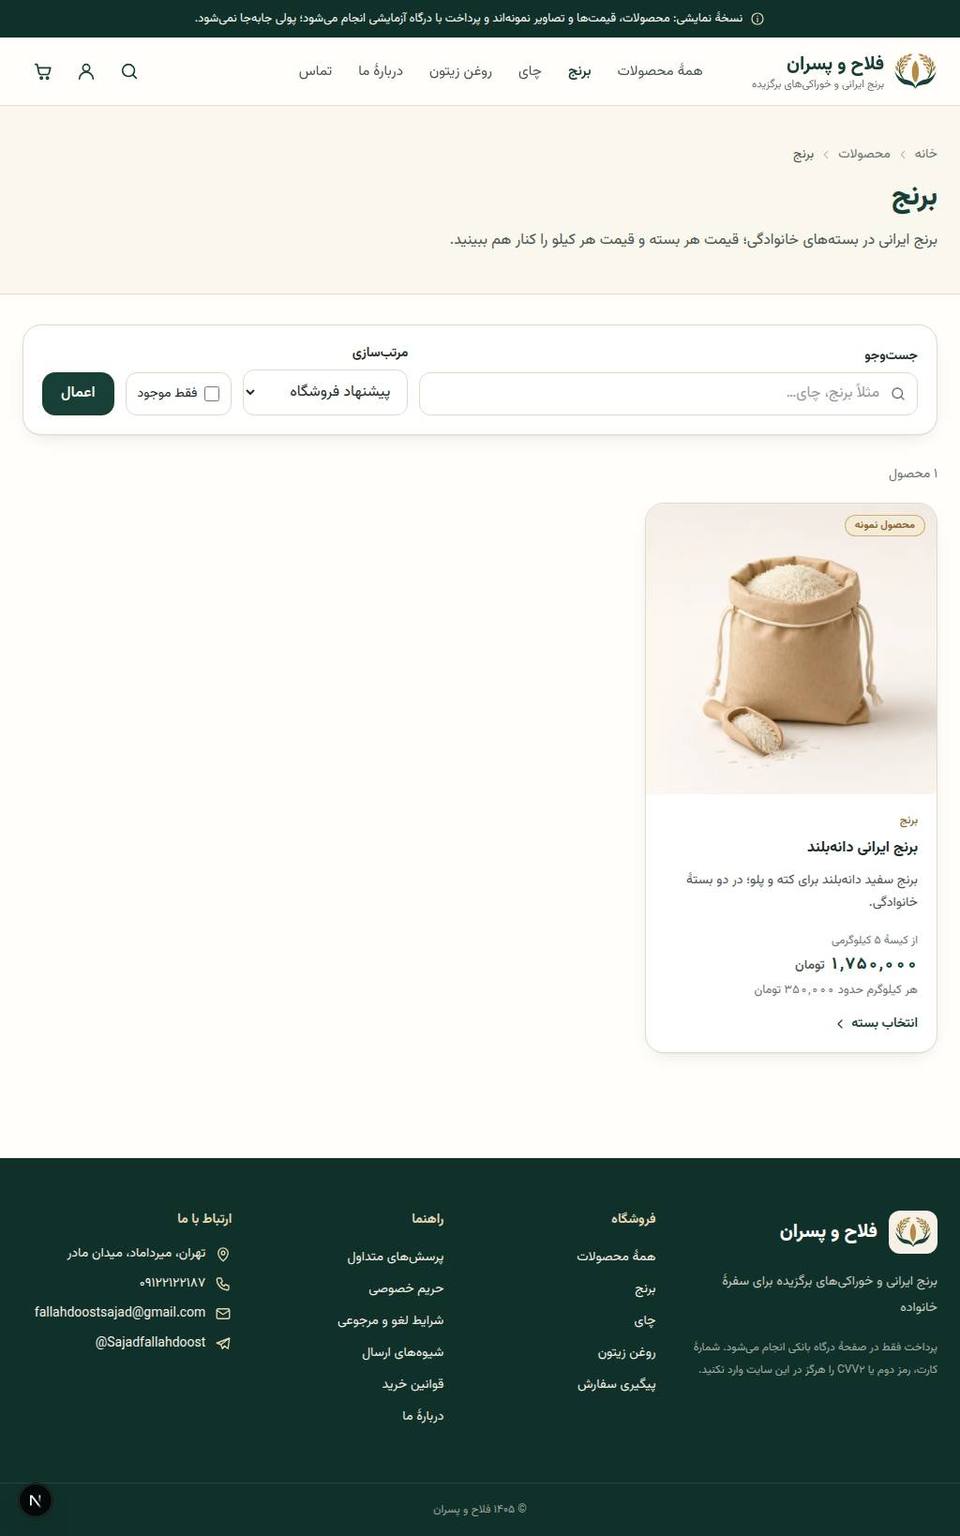 نسخهٔ نمایشی: محصولات، قیمت‌ها و تصاویر نمونه‌اند و پرداخت با درگاه آزمایشی انجام می‌شود؛ پولی جابه‌جا نمی‌شود.
فلاح و پسران
برنج ایرانی و خوراکی‌های برگزیده
همهٔ محصولات
برنج
چای
روغن زیتون
دربارهٔ ما
تماس
خانه
محصولات
برنج
برنج
برنج ایرانی در بسته‌های خانوادگی؛ قیمت هر بسته و قیمت هر کیلو را کنار هم ببینید.
جست‌وجو
مرتب‌سازی
مثلاً برنج، چای...
پیشنهاد فروشگاه
فقط موجود
اعمال
۱ محصول
محصول نمونه
برنج
برنج ایرانی دانه‌بلند
برنج سفید دانه‌بلند برای کته و پلو؛ در دو بستهٔ
خانوادگی.
از کیسهٔ ۵ کیلوگرمی
۱,۷۵۰,۰۰۰ تومان
هر کیلوگرم حدود ۳۵۰,۰۰۰ تومان
انتخاب بسته
فلاح و پسران
برنج ایرانی و خوراکی‌های برگزیده برای سفرهٔ
خانواده
پرداخت فقط در صفحهٔ درگاه بانکی انجام می‌شود. شمارهٔ
کارت، رمز دوم یا CVV۲ را هرگز در این سایت وارد نکنید.
فروشگاه
همهٔ محصولات
برنج
چای
روغن زیتون
پیگیری سفارش
راهنما
پرسش‌های متداول
حریم خصوصی
شرایط لغو و مرجوعی
شیوه‌های ارسال
قوانین خرید
دربارهٔ ما
ارتباط با ما
تهران، میرداماد، میدان مادر
۰۹۱۲۲۱۲۲۱۸۷
fallahdoostsajad@gmail.com
@Sajadfallahdoost
N
© ۱۴۰۵ فلاح و پسران